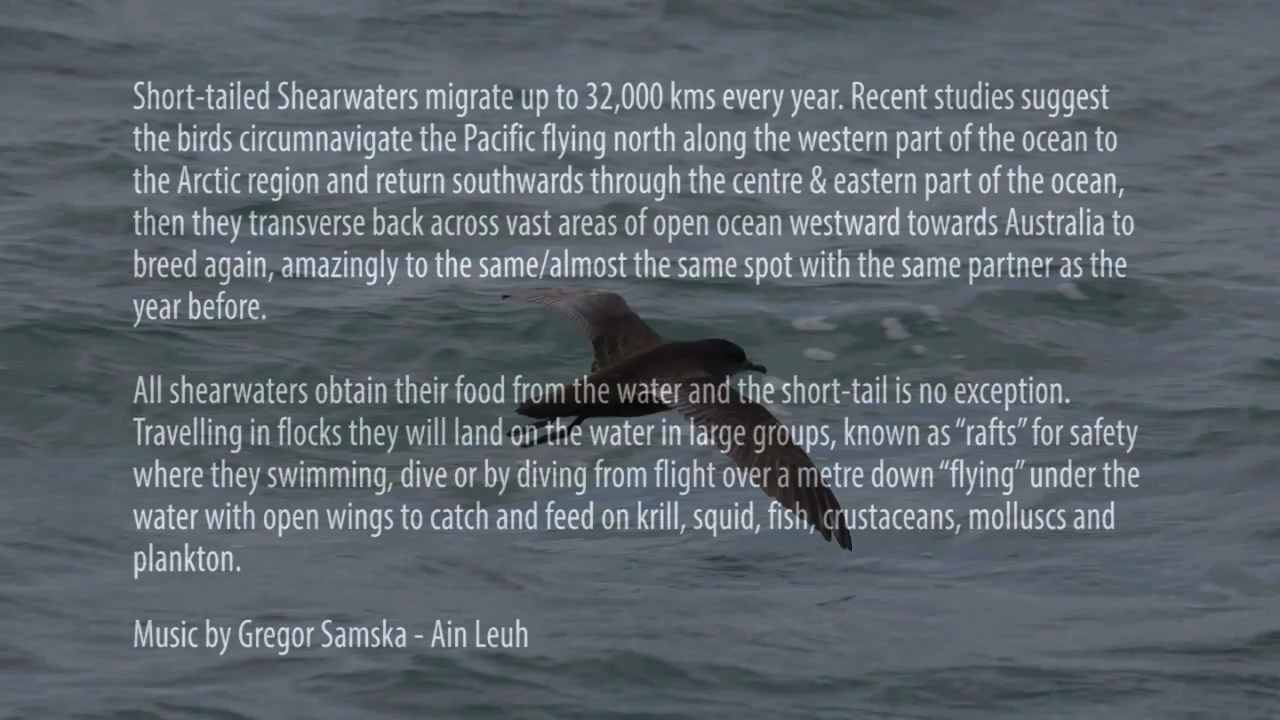 Short-tailed Shearwaters migrate up to 32,000 kms every year. Recent studies suggest
the birds circumnavigate the Pacific flying north along the western part of the ocean to
the Arctic region and return southwards through the centre & eastern part of the ocean,
then they transverse back across vast areas of open ocean westward towards Australia to
breed again, amazingly to the same/almost the same spot with the same partner as the
year before.
All shearwaters obtain their food from the water and the short-tail is no exception.
Travelling in flocks they will land on the water in large groups, known as “rafts” for safety
where they swimming, dive or by diving from flight over a metre down “flying” under the
water with open wings to catch and feed on krill, squid, fish, crustaceans, molluscs and
plankton.
Music by Gregor Samska - Ain Leuh